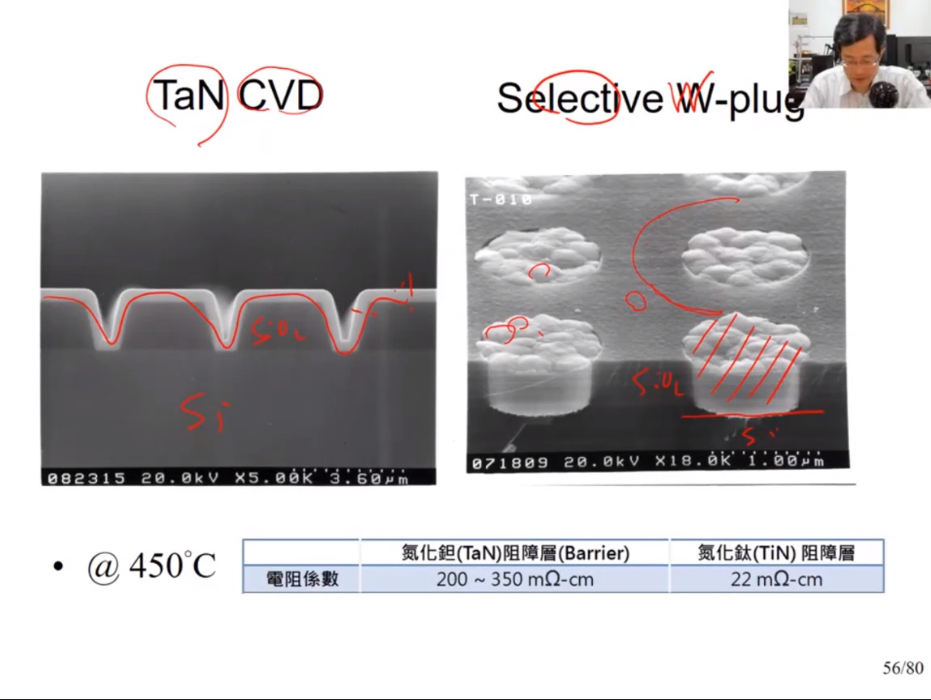 TaN CVD
Selective W-plug
SiO2
Si
082315 20.0kV X5.00K 3.60μm
T-010
SiO2
Si
071809 20.0kV X18.0K 1.00μm
• @ 450°C
氮化鉭(TaN)阻障層(Barrier) 氮化鈦(TiN) 阻障層
電阻係數 200 ~ 350 mΩ-cm 22 mΩ-cm
56/80